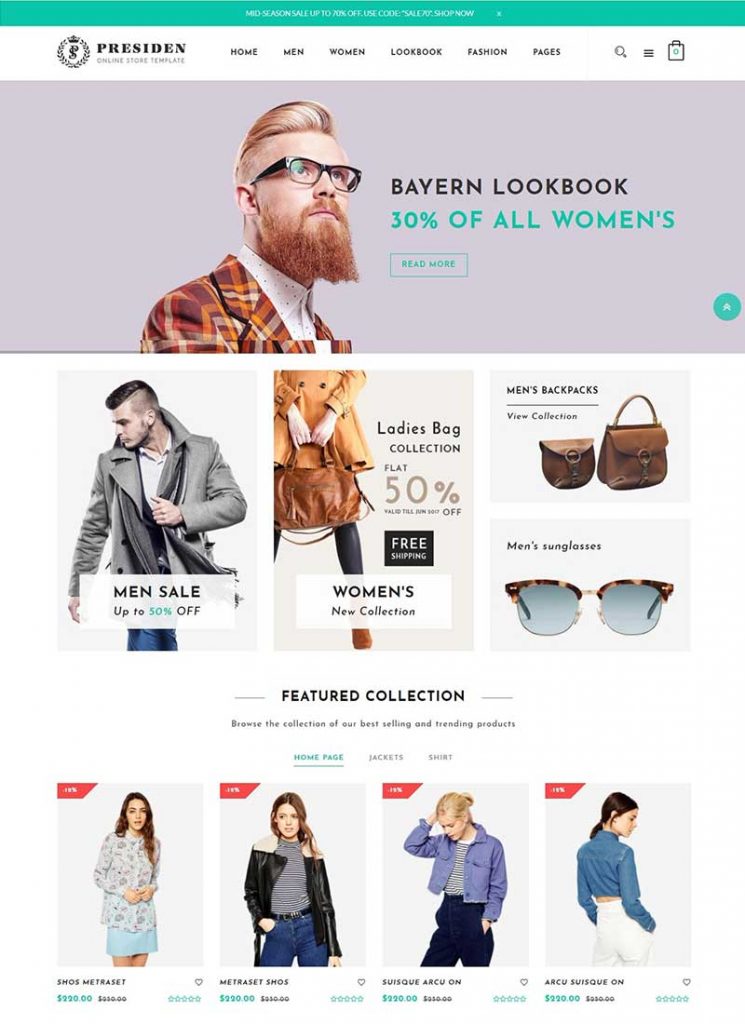 MID-SEASON SALE UP TO 70% OFF. USE CODE: "SALE70". SHOP NOW X
PRESIDEN
ONLINE STORE TEMPLATE
HOME MEN WOMEN LOOKBOOK FASHION PAGES
0
BAYERN LOOKBOOK
30% OF ALL WOMEN'S
READ MORE
MEN SALE
Up to 50% OFF
Ladies Bag
COLLECTION
FLAT
50%
VALID TILL JUN 2017 OFF
FREE
SHIPPING
WOMEN'S
New Collection
MEN'S BACKPACKS
View Collection
Men's sunglasses
FEATURED COLLECTION
Browse the collection of our best selling and trending products
HOME PAGE JACKETS SHIRT
-12% -12% -12% -12%
SHOS METRASET METRASET SHOS SUISQUE ARCU ON ARCU SUISQUE ON
$220.00 $250.00 $220.00 $250.00 $220.00 $250.00 $220.00 $250.00